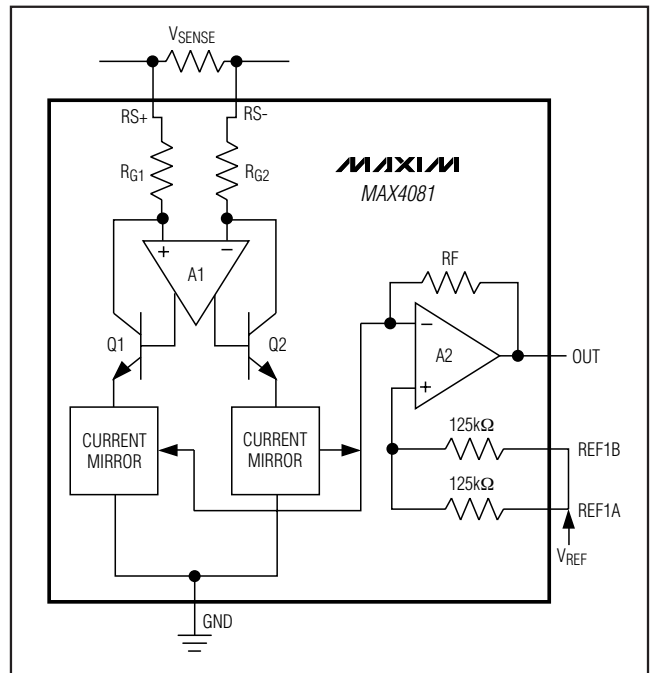 VSENSE
RS+
RS-
RG1
RG2
MAXIM
MAX4081
+
−
A1
RF
Q1
Q2
−
A2
+
OUT
CURRENT
MIRROR
CURRENT
MIRROR
125kΩ
REF1B
125kΩ
REF1A
VREF
GND